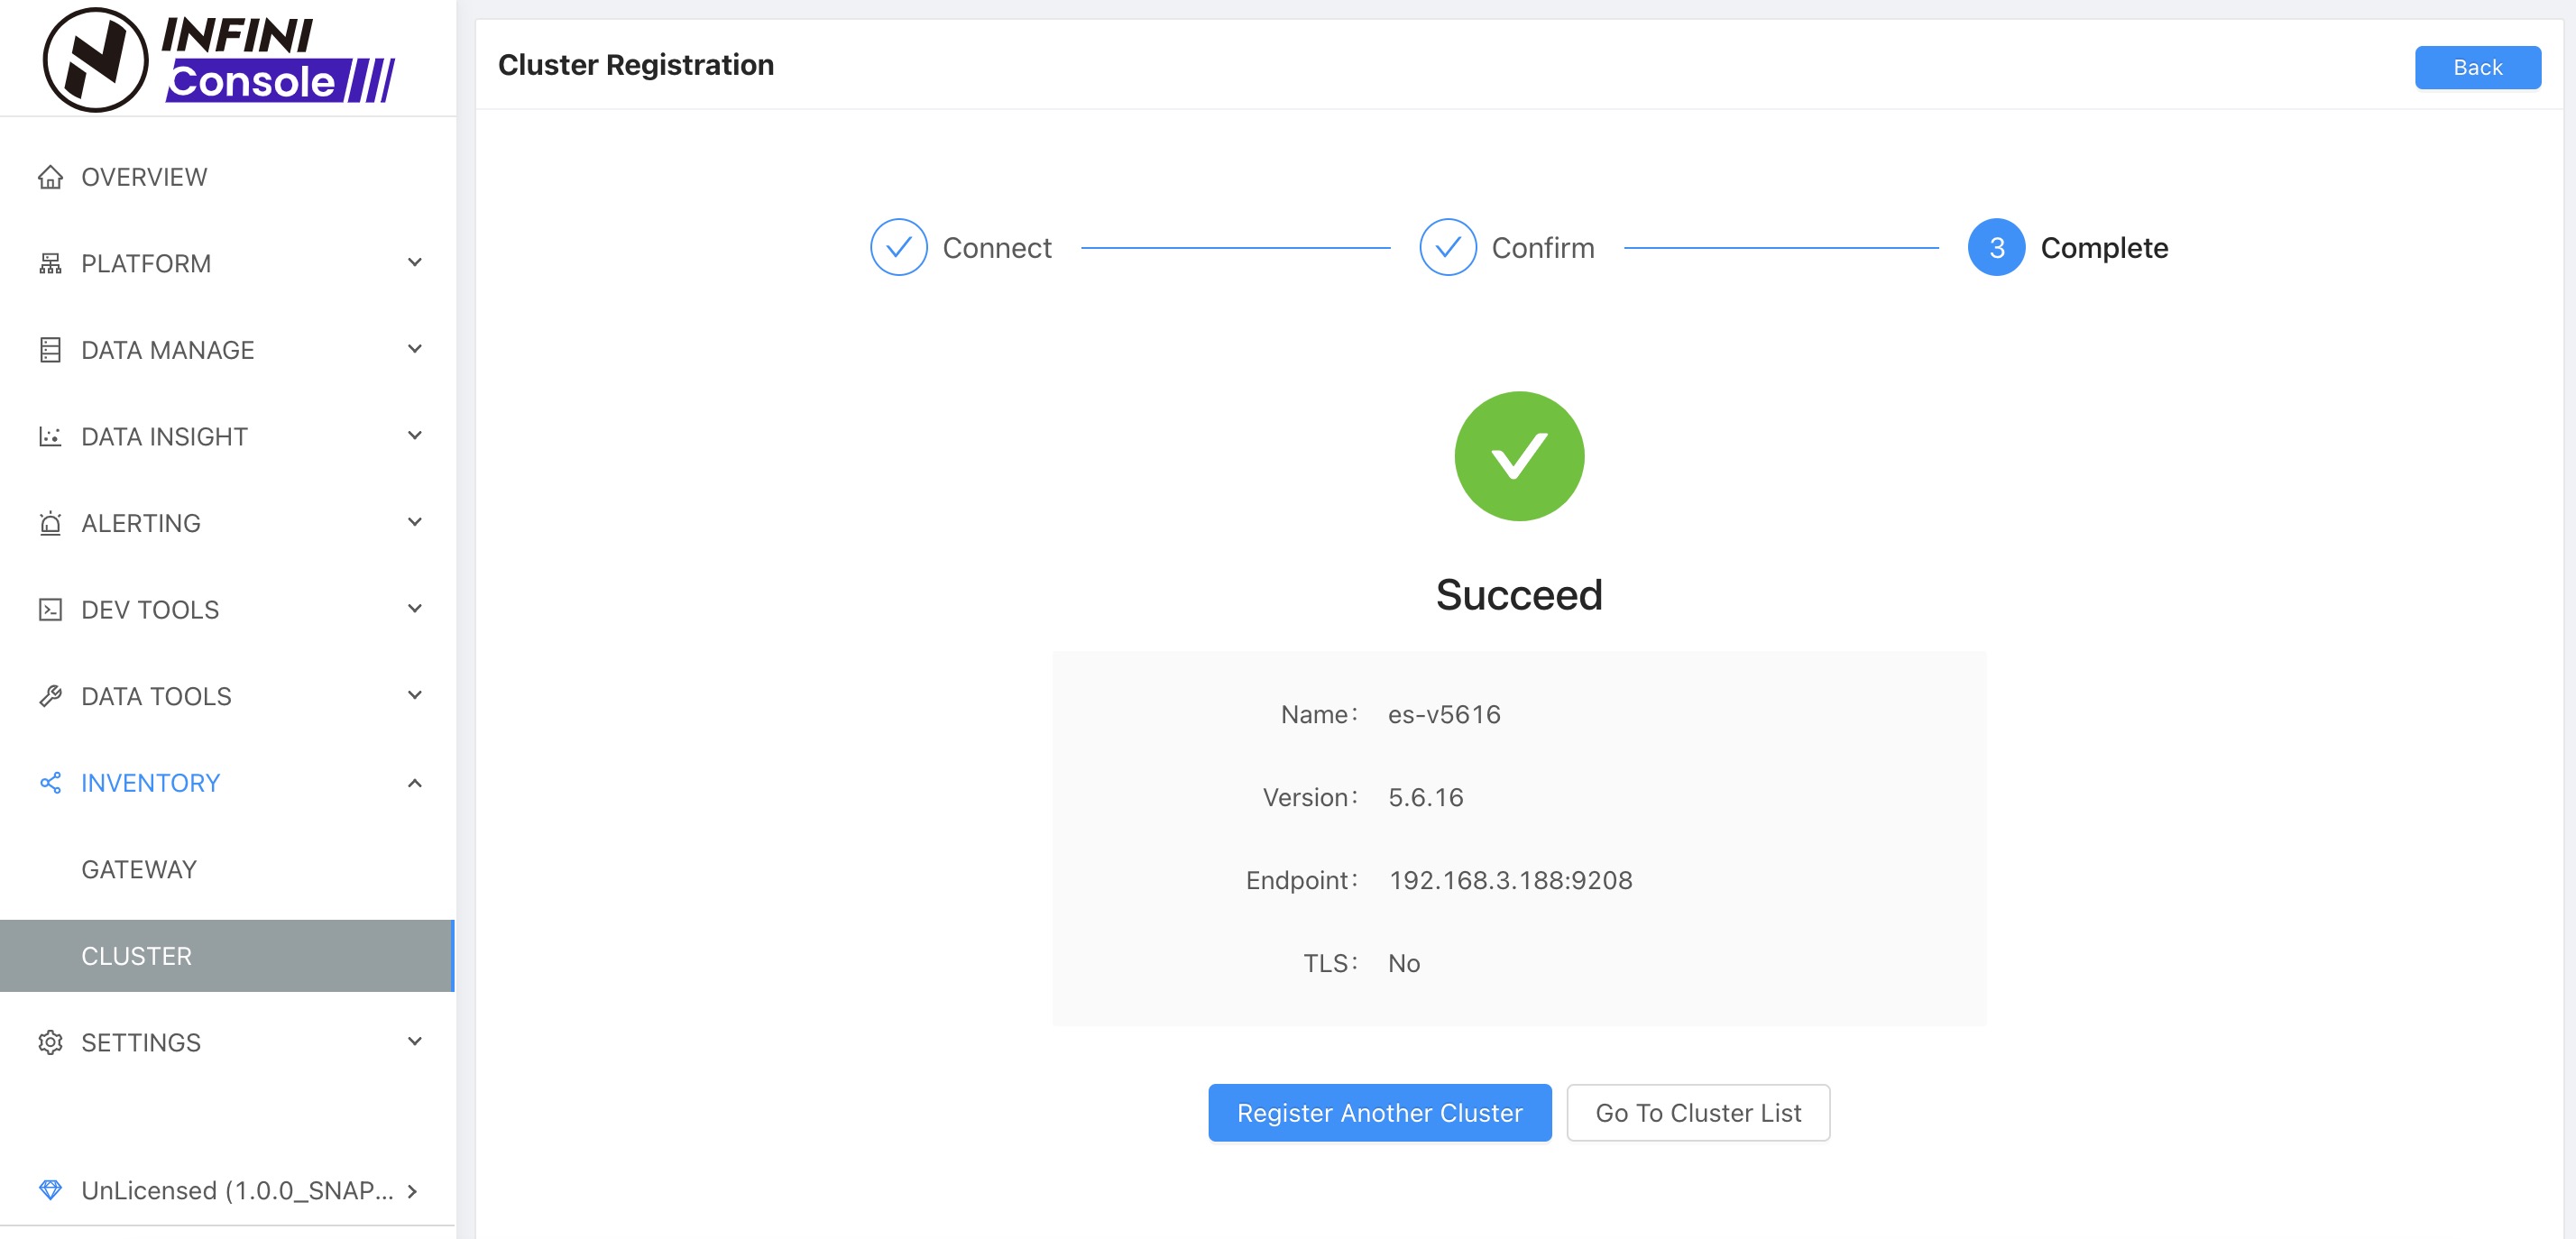 INFINI
Console
OVERVIEW
PLATFORM
DATA MANAGE
DATA INSIGHT
ALERTING
DEV TOOLS
DATA TOOLS
INVENTORY
GATEWAY
CLUSTER
SETTINGS
UnLicensed (1.0.0_SNAP...
Cluster Registration
Back
Connect
Confirm
3 Complete
Succeed
Name: es-v5616
Version: 5.6.16
Endpoint: 192.168.3.188:9208
TLS: No
Register Another Cluster
Go To Cluster List